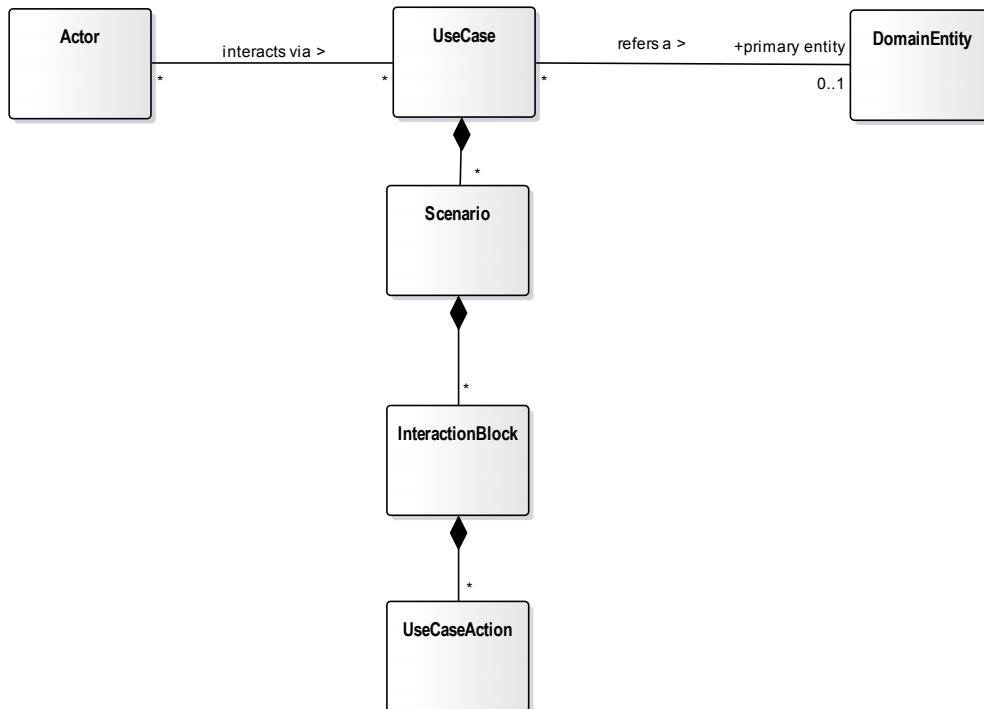 Actor
UseCase
DomainEntity
interacts via >
refers a >
+primary entity
*
*
*
0..1
*
Scenario
*
InteractionBlock
*
UseCaseAction